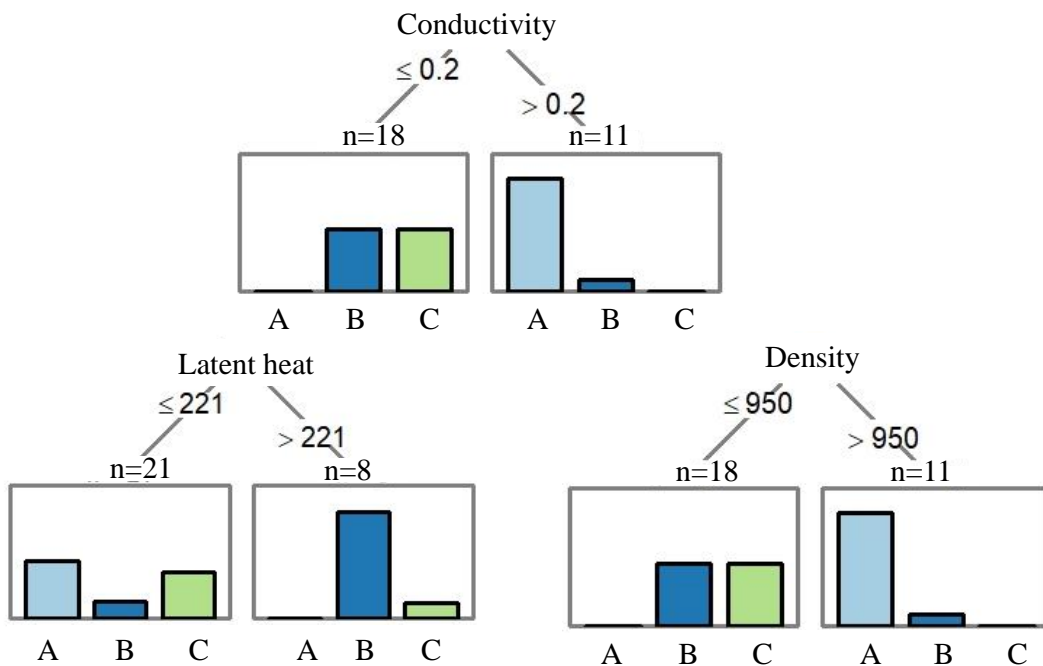 Conductivity
≤ 0.2
> 0.2
n=18 n=11
A B C A B C
Latent heat
≤ 221
> 221
n=21 n=8
A B C A B C
Density
≤ 950
> 950
n=18 n=11
A B C A B C